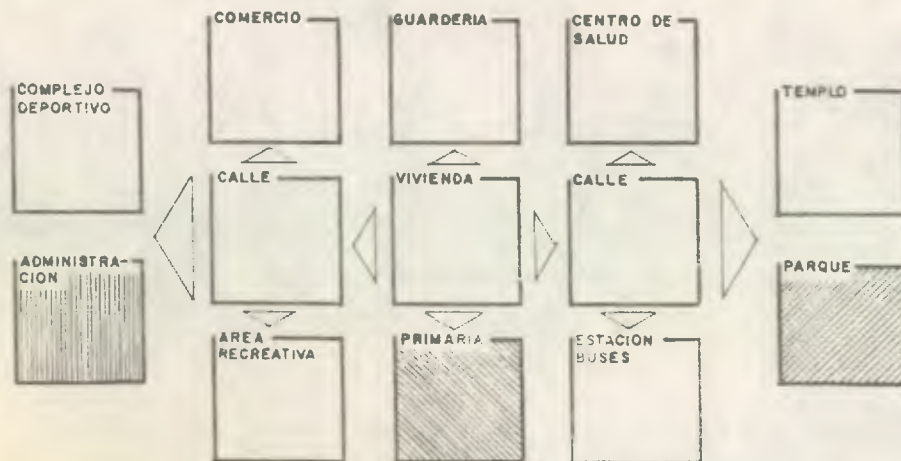 COMERCIO
GUARDERIA
CENTRO DE
SALUD
COMPLEJO
DEPORTIVO
TEMPLO
CALLE
VIVIENDA
CALLE
ADMINISTRA-
CION
PARQUE
AREA
RECREATIVA
PRIMARIA
ESTACION
BUSES